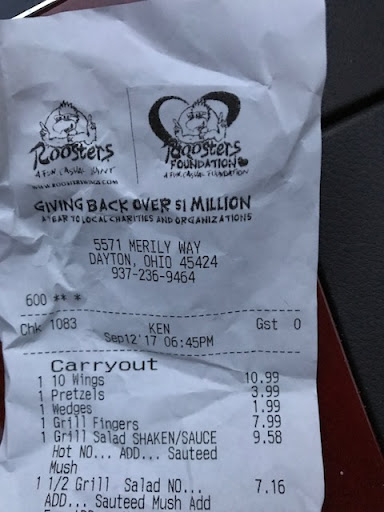 Roosters
A FUN, CASUAL JOINT
WWW.ROOSTERSWINGS.COM
Roosters
FOUNDATION
A FUN, CASUAL FOUNDATION
GIVING BACK OVER $1 MILLION
A YEAR TO LOCAL CHARITIES AND ORGANIZATIONS
5571 MERILY WAY
DAYTON, OHIO 45424
937-236-9464
600 ** *
Chk 1083 KEN Gst 0
Sep12'17 06:45PM
Carryout
1 10 Wings 10.99
1 Pretzels 3.99
1 Wedges 1.99
1 Grill Fingers 7.99
1 Grill Salad SHAKEN/SAUCE 9.58
Hot NO... ADD... Sauteed
Mush
1 1/2 Grill Salad NO... 7.16
ADD... Sauteed Mush Add